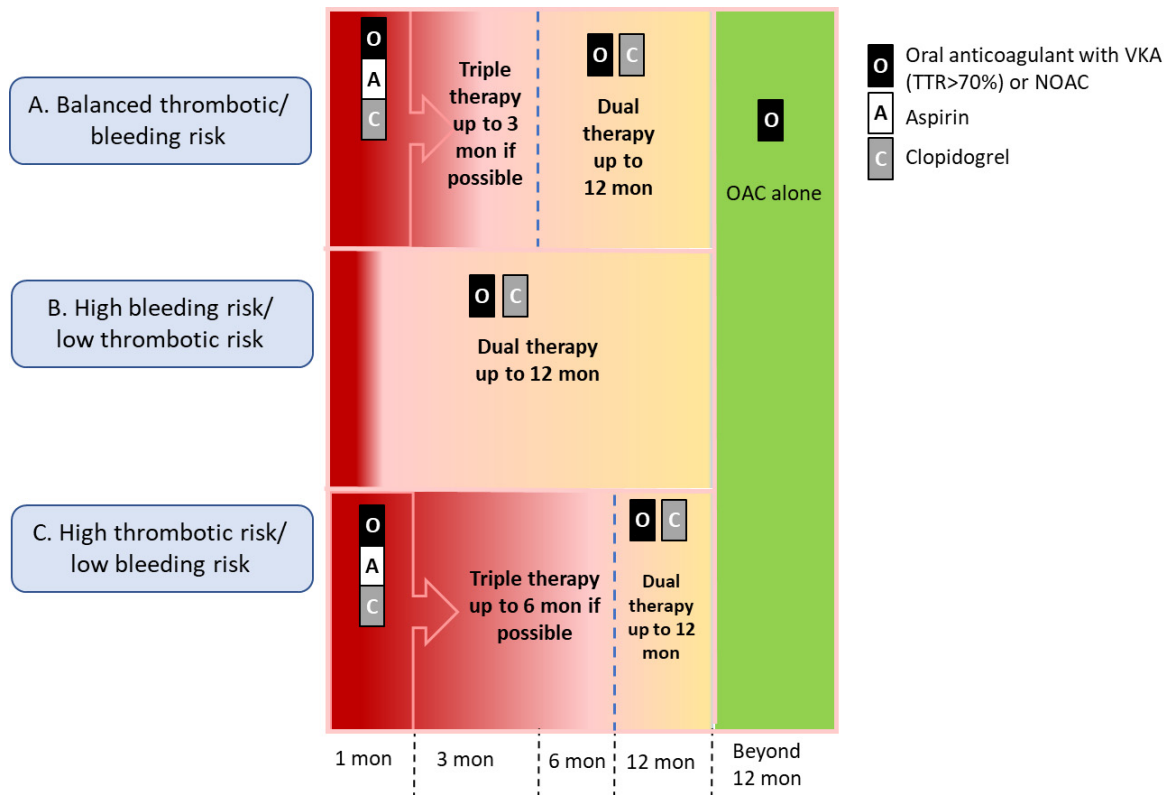 A. Balanced thrombotic/
bleeding risk
O
A
C
Triple
therapy
up to 3
mon if
possible
O C
Dual
therapy
up to
12 mon
O
OAC alone
O
Oral anticoagulant with VKA
(TTR>70%) or NOAC
A
Aspirin
C
Clopidogrel
B. High bleeding risk/
low thrombotic risk
O C
Dual therapy
up to 12 mon
C. High thrombotic risk/
low bleeding risk
O
A
C
Triple therapy
up to 6 mon if
possible
O C
Dual
therapy
up to 12
mon
1 mon
3 mon
6 mon
12 mon
Beyond
12 mon